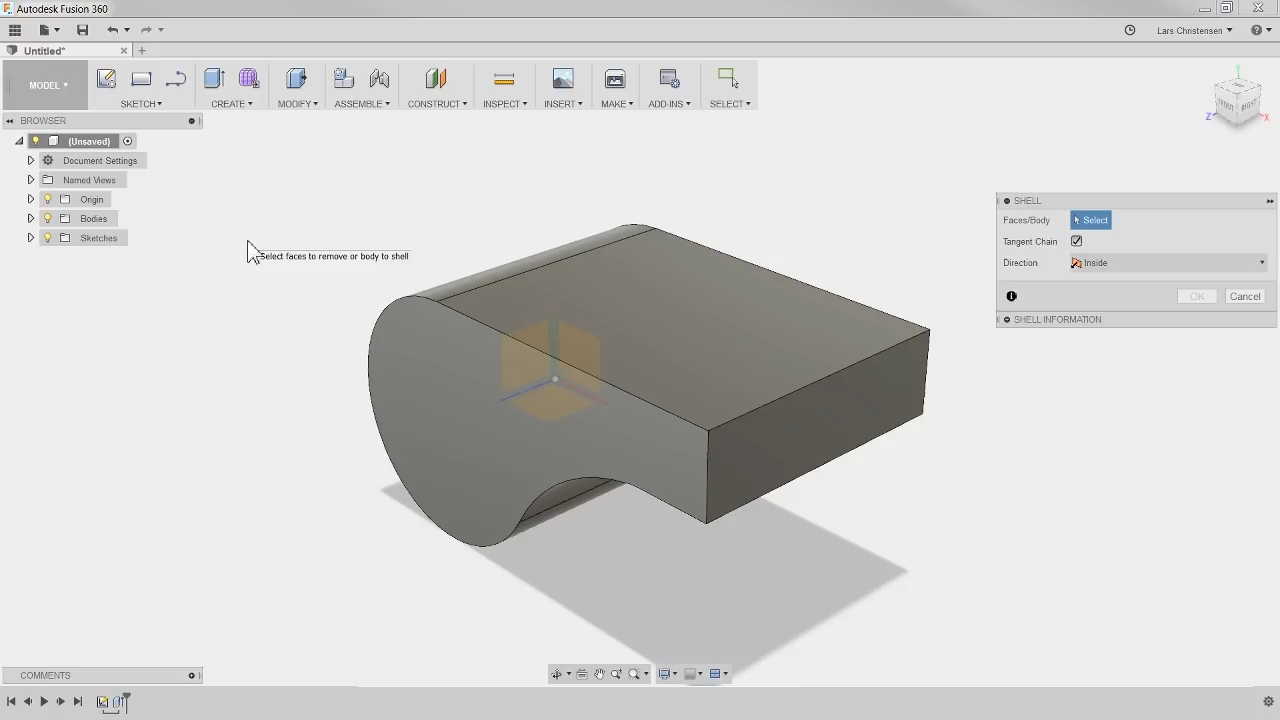 Autodesk Fusion 360
Lars Christensen
Untitled*
MODEL
SKETCH
CREATE
MODIFY
ASSEMBLE
CONSTRUCT
INSPECT
INSERT
MAKE
ADD-INS
SELECT
FRONT
RIGHT
Z
X
Y
BROWSER
(Unsaved)
Document Settings
Named Views
Origin
Bodies
Sketches
Select faces to remove or body to shell
SHELL
Faces/Body Select
Tangent Chain
Direction Inside
OK Cancel
SHELL INFORMATION
COMMENTS